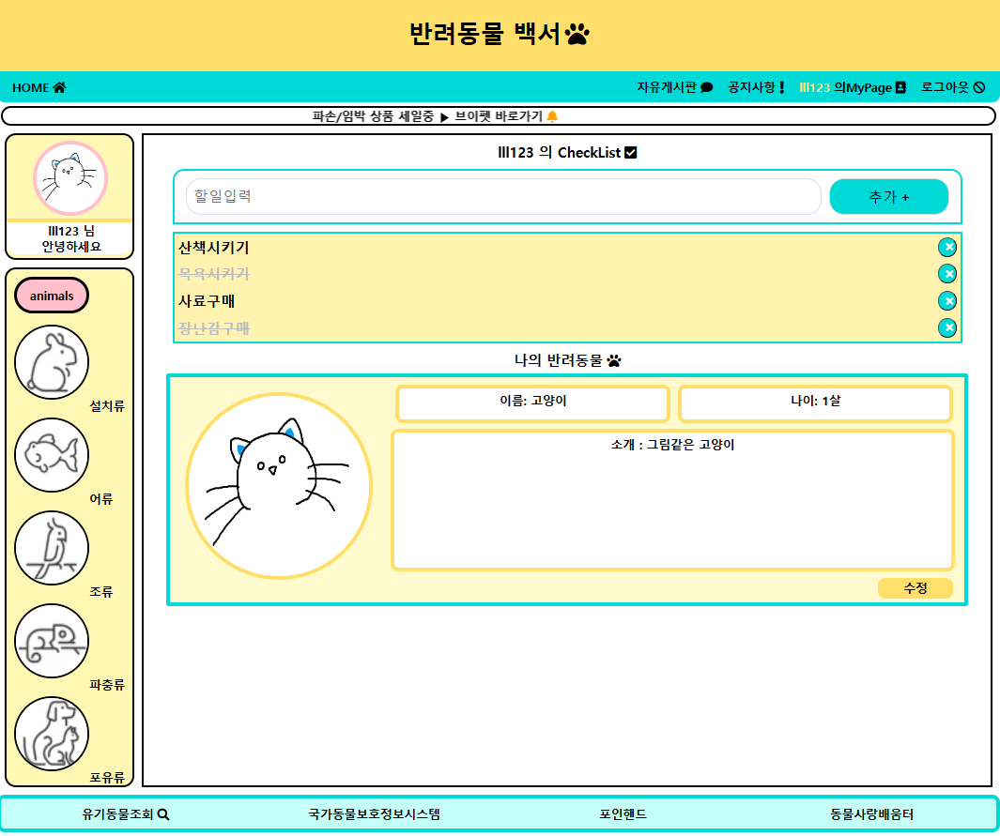 반려동물 백서
HOME
자유게시판 공지사항 lll123 의MyPage 로그아웃
파손/임박 상품 세일중 ▶ 브이펫 바로가기
lll123 님
안녕하세요
animals
설치류
어류
조류
파충류
포유류
lll123 의 CheckList
할일입력
추가 +
산책시키기
목욕시키기
사료구매
장난감구매
나의 반려동물
이름: 고양이
나이: 1살
소개 : 그림같은 고양이
수정
유기동물조회 국가동물보호정보시스템 포인핸드 동물사랑배움터